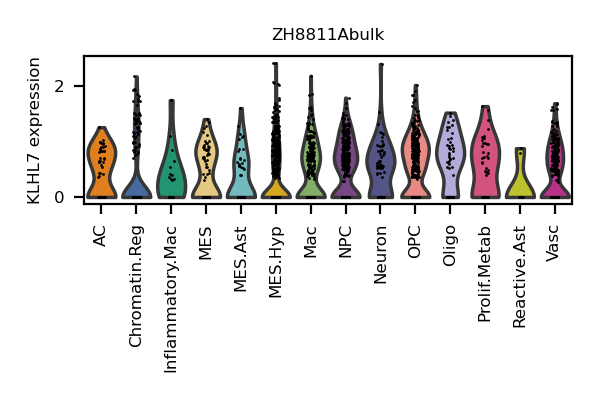 ZH8811Abulk
KLHL7 expression
2
0
AC
Chromatin.Reg
Inflammatory.Mac
MES
MES.Ast
MES.Hyp
Mac
NPC
Neuron
OPC
Oligo
Prolif.Metab
Reactive.Ast
Vasc